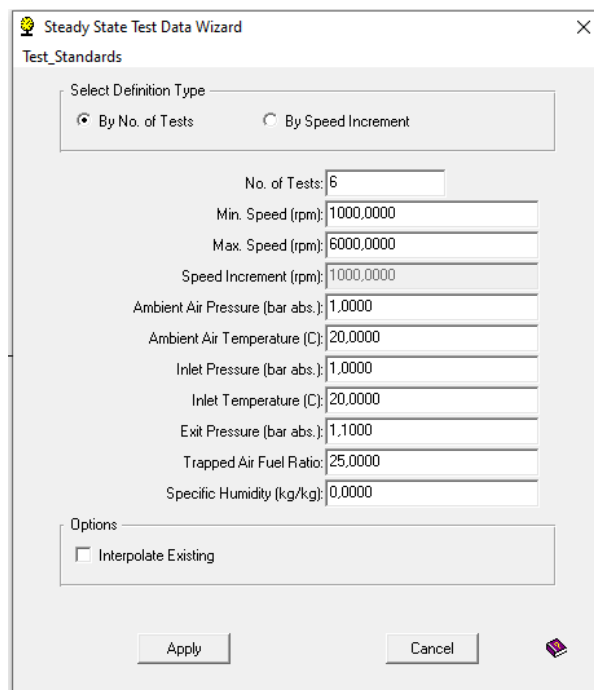 Steady State Test Data Wizard
Test_Standards
Select Definition Type
By No. of Tests By Speed Increment
No. of Tests: 6
Min. Speed (rpm): 1000,0000
Max. Speed (rpm): 6000,0000
Speed Increment (rpm): 1000,0000
Ambient Air Pressure (bar abs.): 1,0000
Ambient Air Temperature (C): 20,0000
Inlet Pressure (bar abs.): 1,0000
Inlet Temperature (C): 20,0000
Exit Pressure (bar abs.): 1,1000
Trapped Air Fuel Ratio: 25,0000
Specific Humidity (kg/kg): 0,0000
Options
Interpolate Existing
Apply Cancel